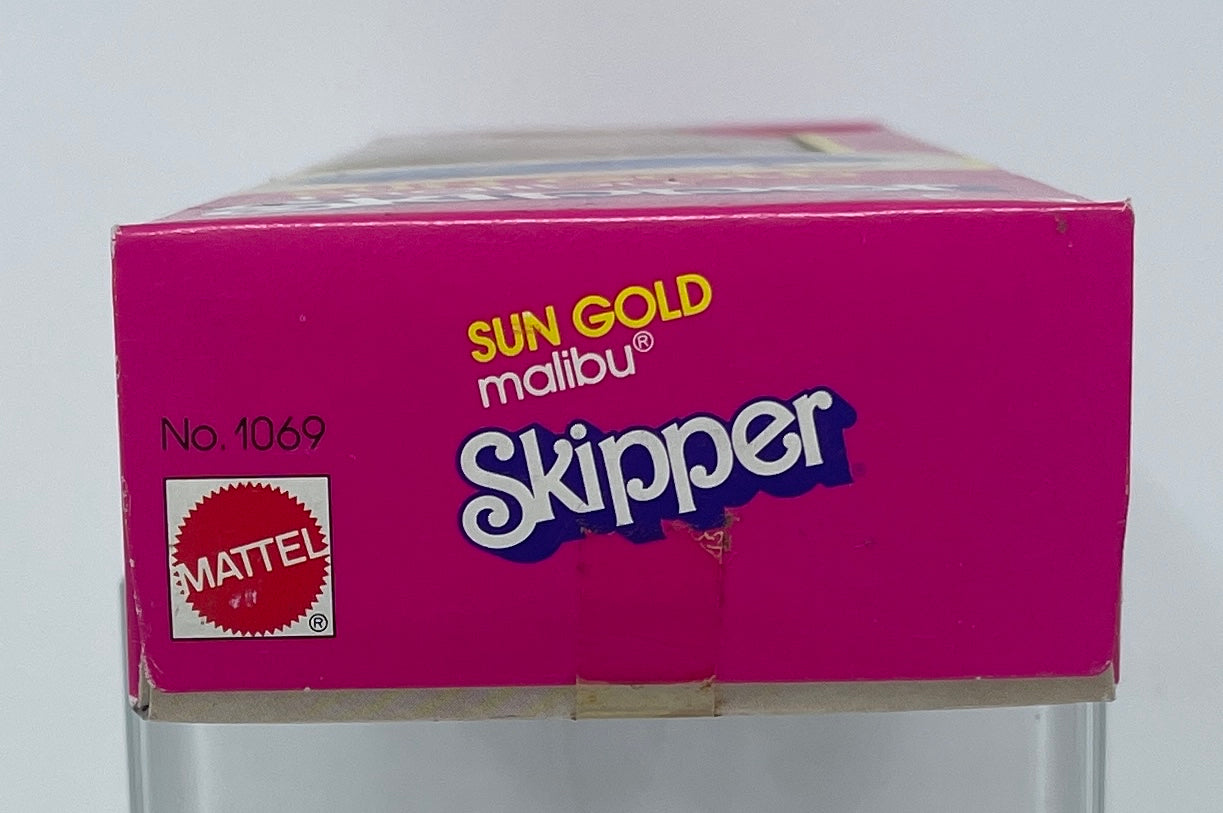 SUN GOLD
malibu®
Skipper
No. 1069
MATTEL
®